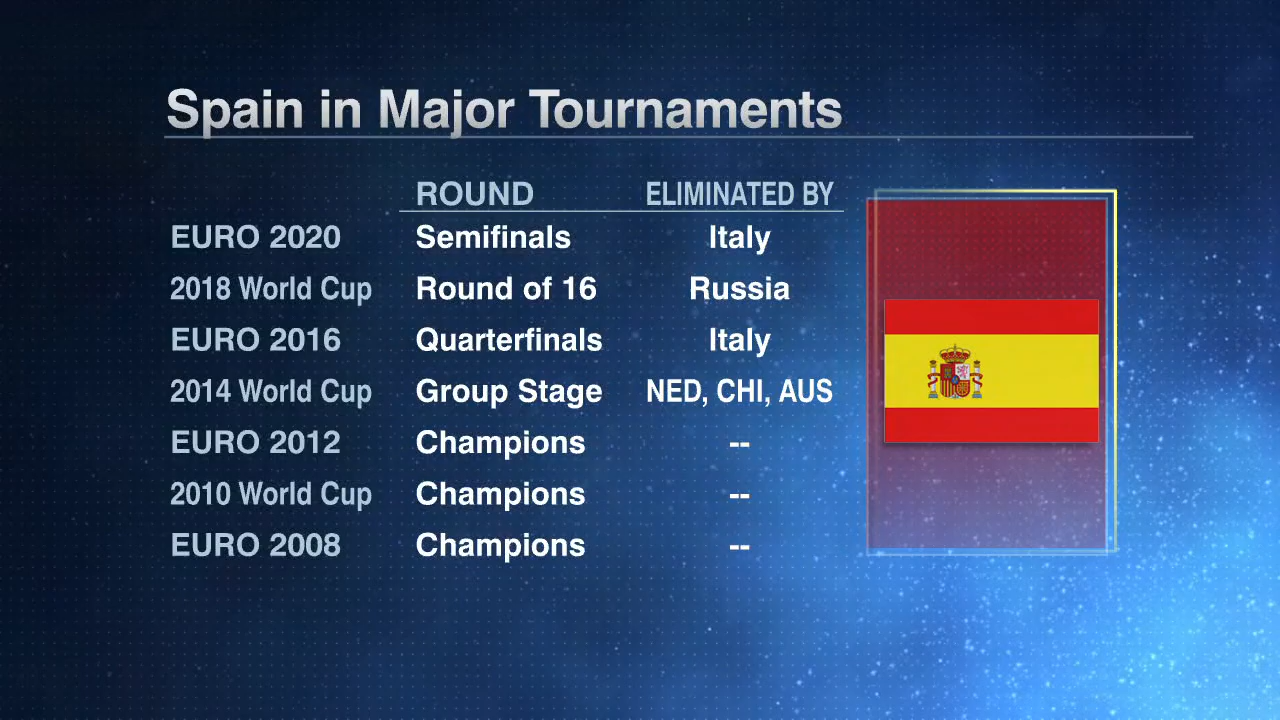 Spain in Major Tournaments
ROUND ELIMINATED BY
EURO 2020 Semifinals Italy
2018 World Cup Round of 16 Russia
EURO 2016 Quarterfinals Italy
2014 World Cup Group Stage NED, CHI, AUS
EURO 2012 Champions --
2010 World Cup Champions --
EURO 2008 Champions --